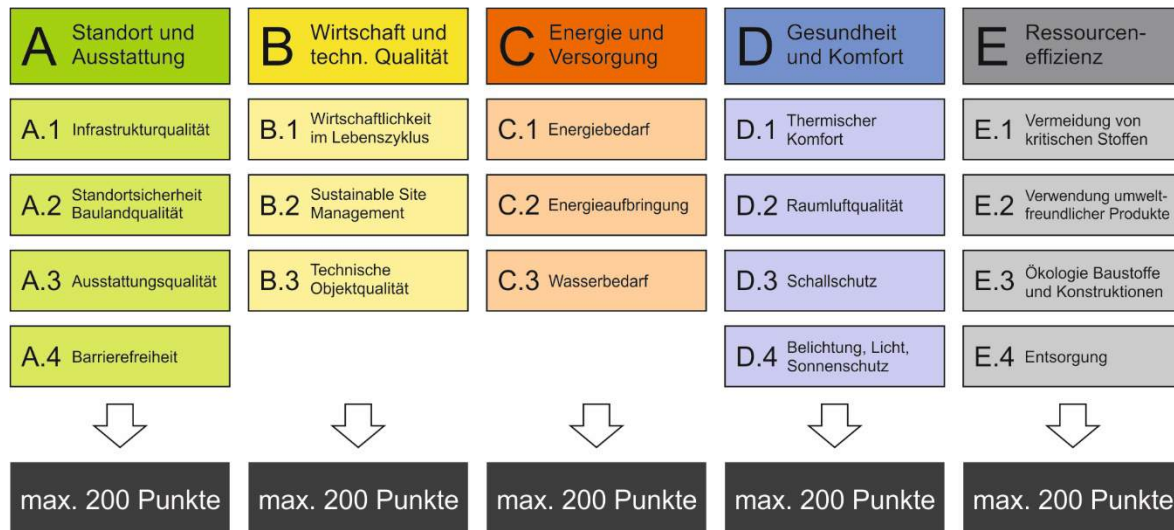 A Standort und
Ausstattung
A.1 Infrastrukturqualität
A.2 Standortsicherheit
Baulandqualität
A.3 Ausstattungsqualität
A.4 Barrierefreiheit
max. 200 Punkte
B Wirtschaft und
techn. Qualität
B.1 Wirtschaftlichkeit
im Lebenszyklus
B.2 Sustainable Site
Management
B.3 Technische
Objektqualität
max. 200 Punkte
C Energie und
Versorgung
C.1 Energiebedarf
C.2 Energieaufbringung
C.3 Wasserbedarf
max. 200 Punkte
D Gesundheit
und Komfort
D.1 Thermischer
Komfort
D.2 Raumluftqualität
D.3 Schallschutz
D.4 Belichtung, Licht,
Sonnenschutz
max. 200 Punkte
E Ressourcen-
effizienz
E.1 Vermeidung von
kritischen Stoffen
E.2 Verwendung umwelt-
freundlicher Produkte
E.3 Ökologie Baustoffe
und Konstruktionen
E.4 Entsorgung
max. 200 Punkte